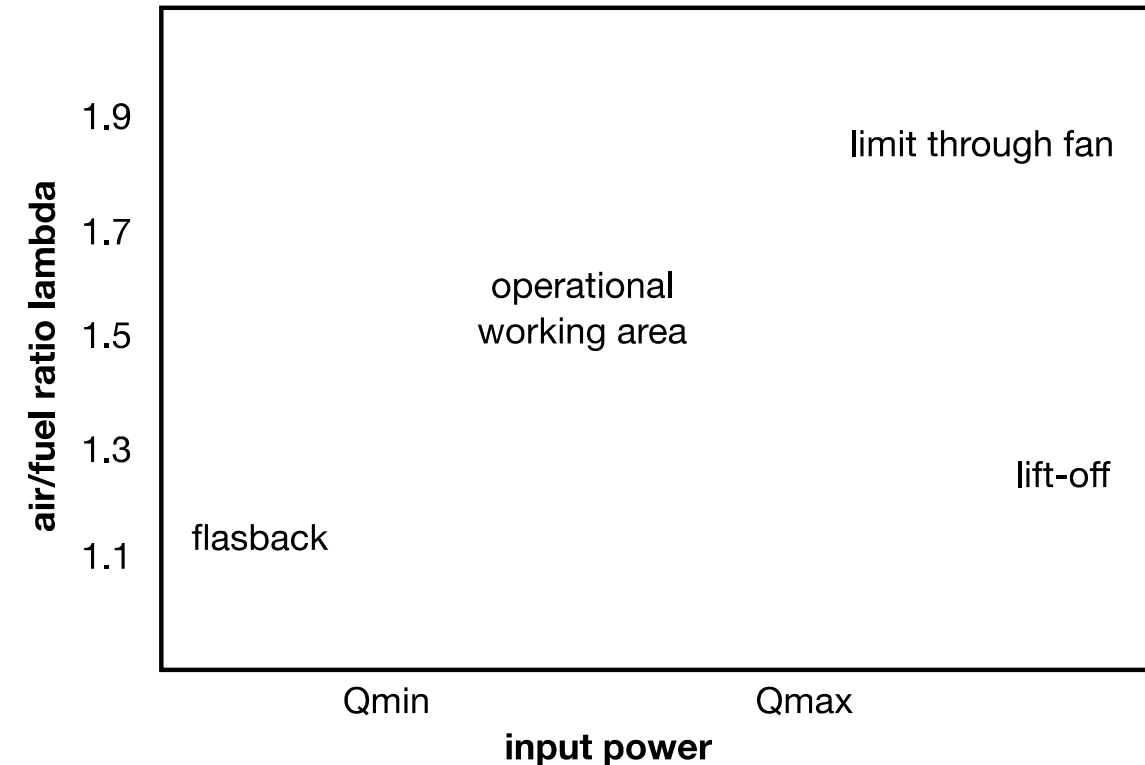 1.9
limit through fan
1.7
operational
working area
1.5
1.3
lift-off
flasback
1.1
air/fuel ratio lambda
Qmin
Qmax
input power